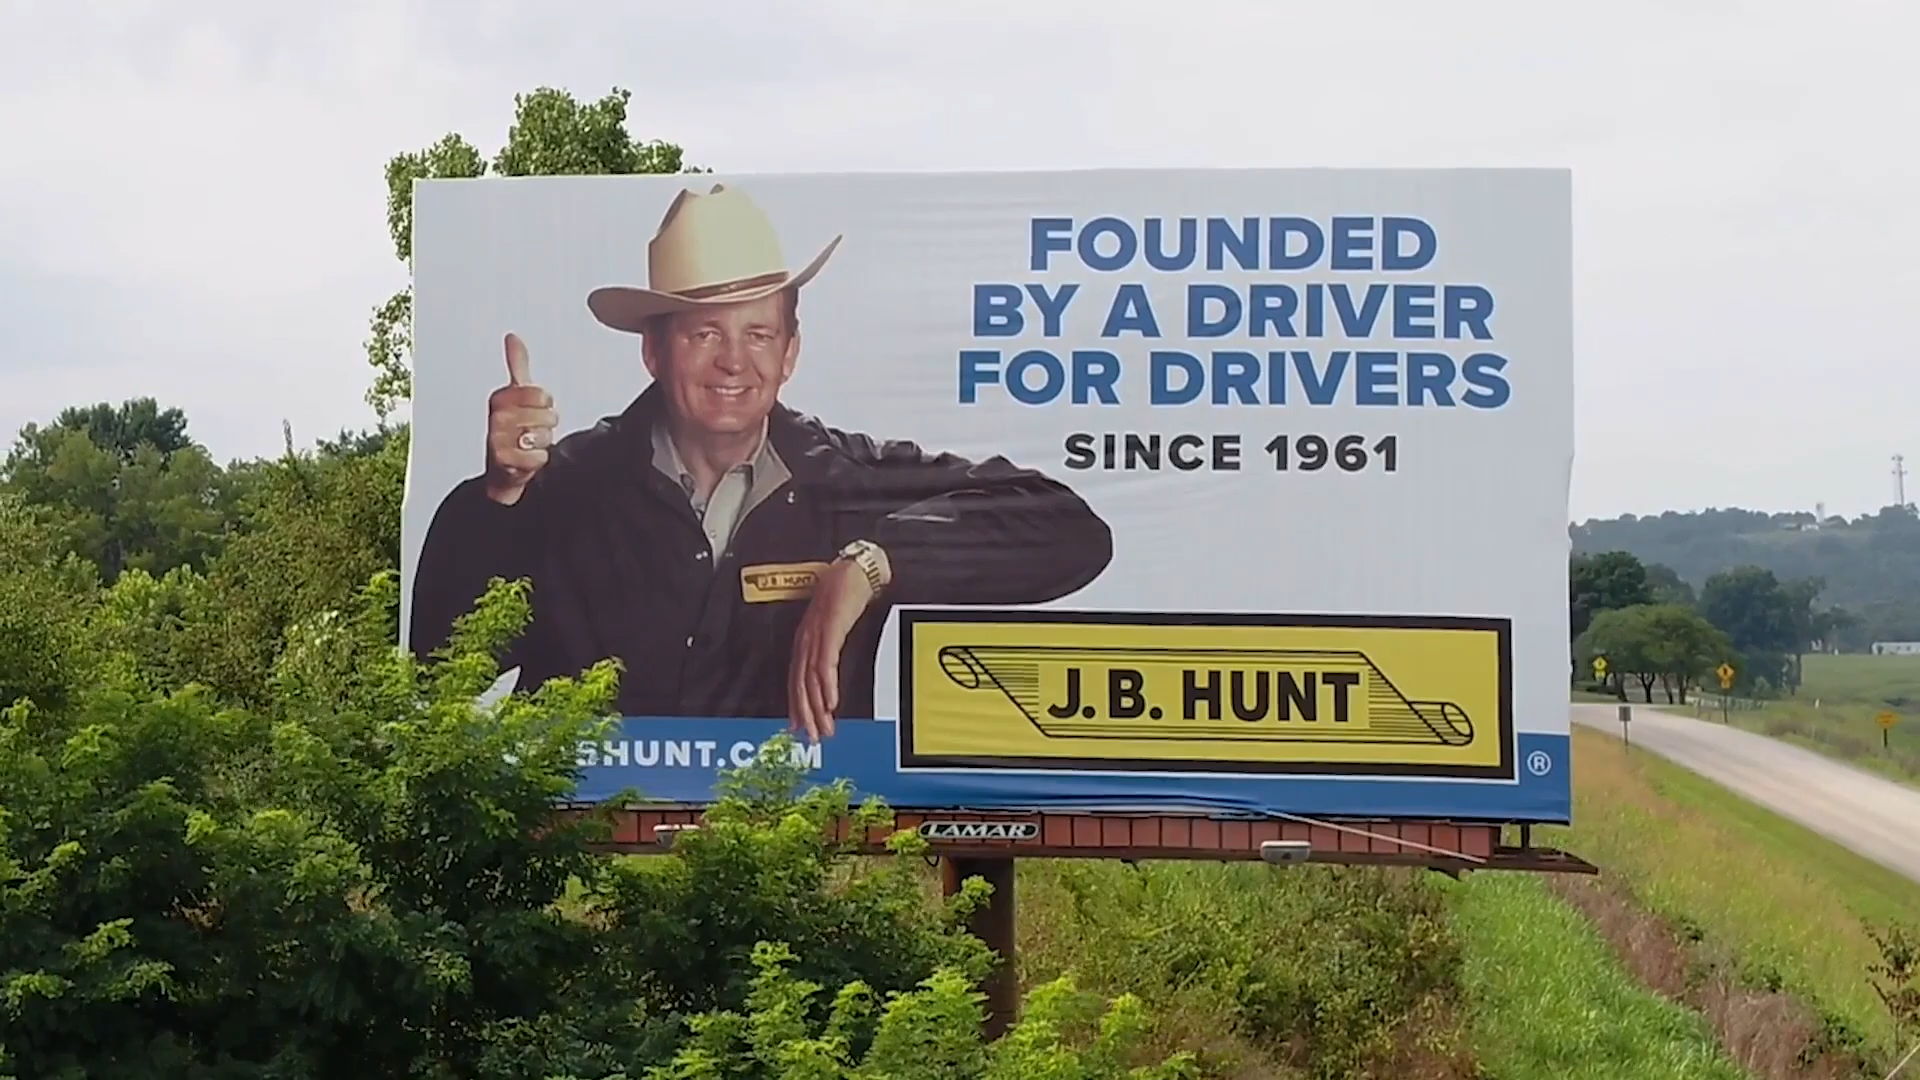 FOUNDED
BY A DRIVER
FOR DRIVERS
SINCE 1961
J.B. HUNT
J.B. HUNT
HUNT.COM
®
LAMAR